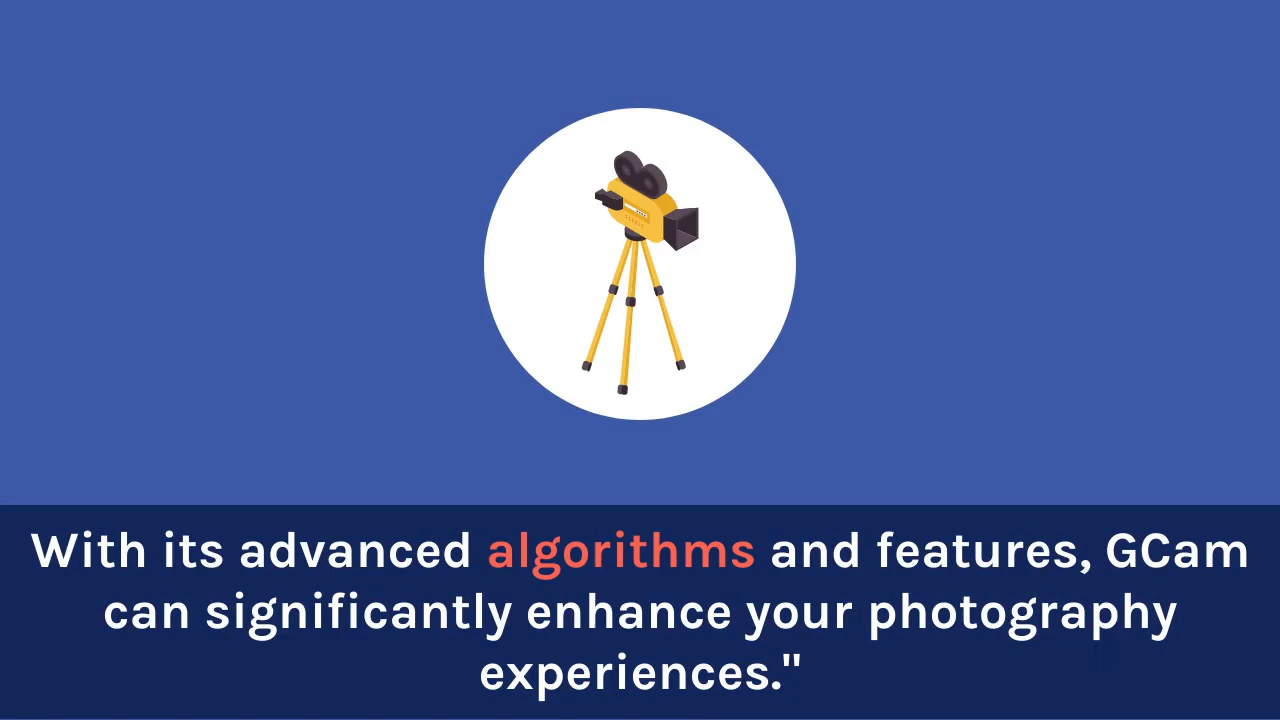 With its advanced algorithms and features, GCam
can significantly enhance your photography
experiences."